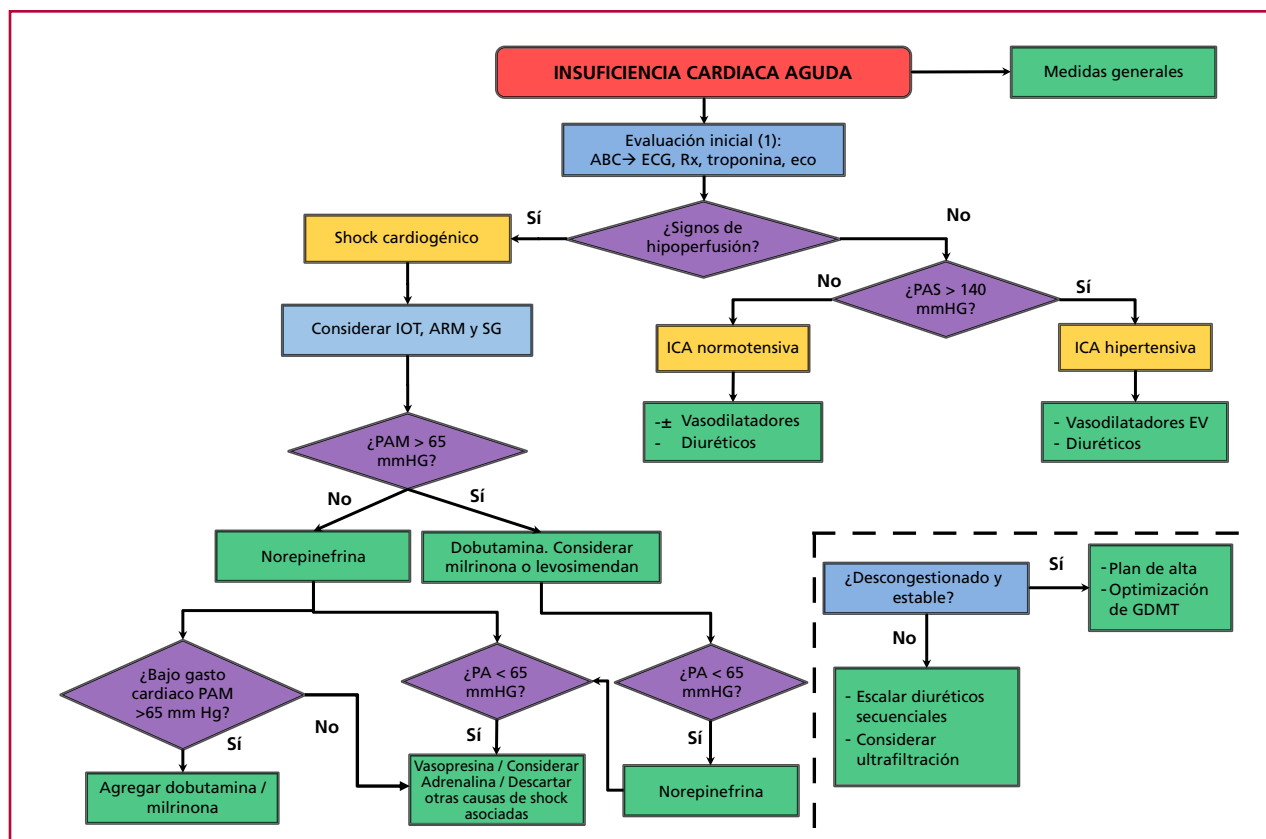 INSUFICIENCIA CARDIACA AGUDA
Medidas generales
Evaluación inicial (1):
ABC→ ECG, Rx, troponina, eco
Sí
¿Signos de
hipoperfusión?
No
Shock cardiogénico
No
¿PAS > 140
mmHG?
Sí
Considerar IOT, ARM y SG
ICA normotensiva
ICA hipertensiva
-± Vasodilatadores
- Diuréticos
- Vasodilatadores EV
- Diuréticos
¿PAM > 65
mmHG?
No
Sí
Norepinefrina
Dobutamina. Considerar
milrinona o levosimendan
¿Descongestionado y
estable?
Sí
- Plan de alta
- Optimización
de GDMT
No
¿Bajo gasto
cardiaco PAM
>65 mm Hg?
¿PA < 65
mmHG?
¿PA < 65
mmHG?
- Escalar diuréticos
secuenciales
- Considerar
ultrafiltración
Sí
No
Sí
Sí
Agregar dobutamina /
milrinona
Vasopresina / Considerar
Adrenalina / Descartar
otras causas de shock
asociadas
Norepinefrina